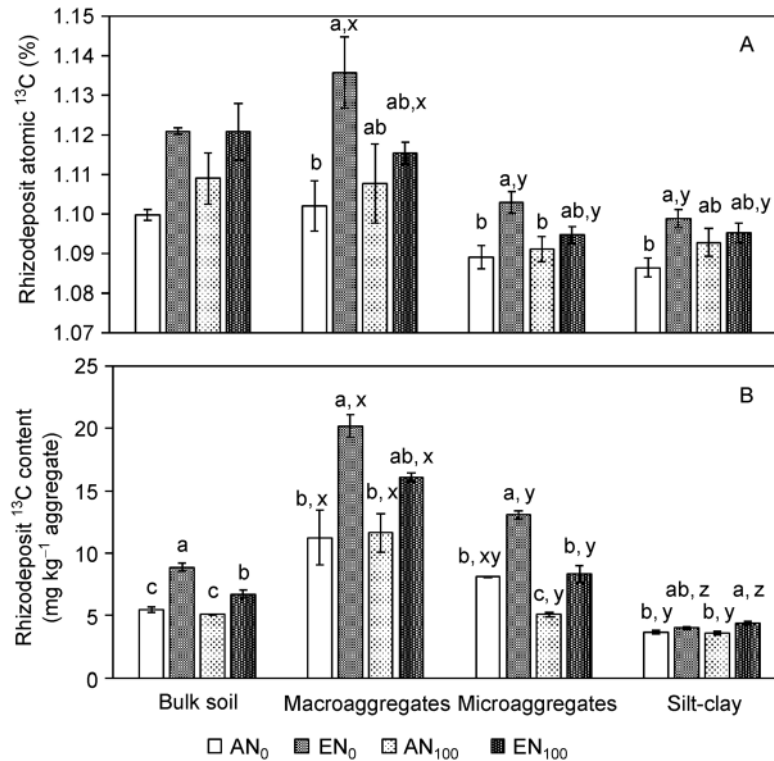 Rhizodeposit atomic ¹³C (%)
1.15
1.14
1.13
1.12
1.11
1.10
1.09
1.08
1.07
A
b
a,x
ab
ab,x
b
a,y
b
ab,y
b
a,y
ab
ab,y
Rhizodeposit ¹³C content
(mg kg⁻¹ aggregate)
25
20
15
10
5
0
B
c
a
c
b
b, x
a, x
b, x
ab, x
b, xy
a, y
c, y
b, y
b, y
ab, z
b, y
a, z
Bulk soil
Macroaggregates
Microaggregates
Silt-clay
AN₀ EN₀ AN₁₀₀ EN₁₀₀